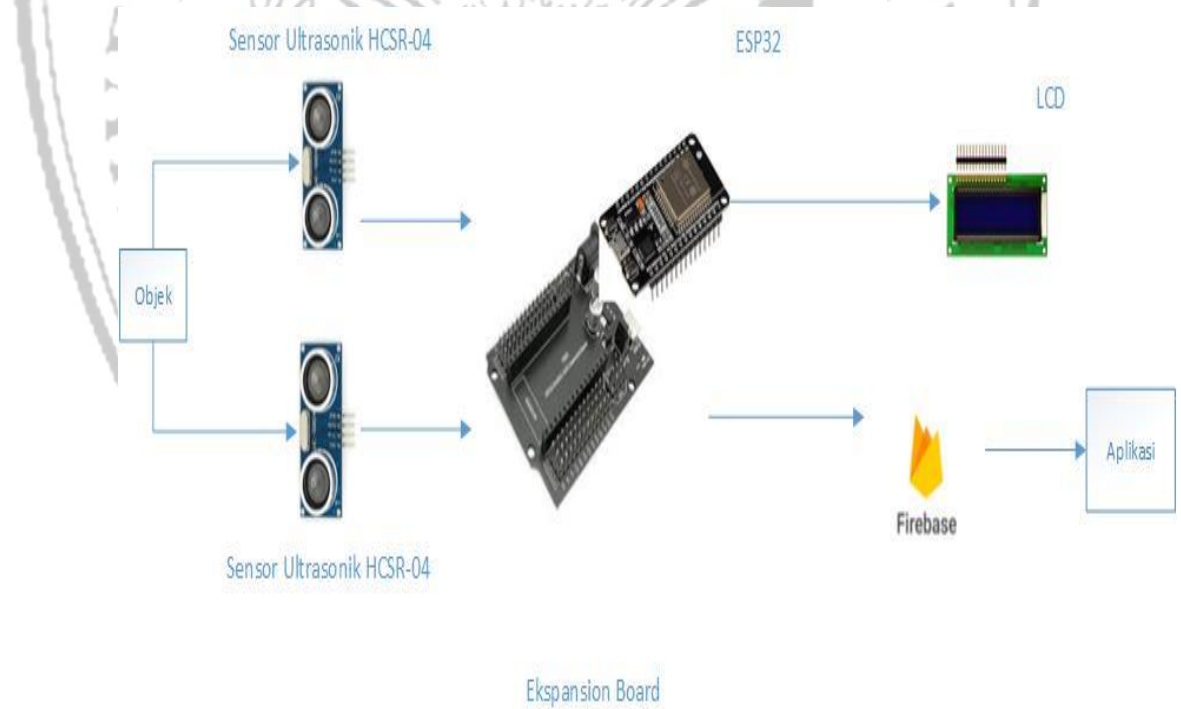 Sensor Ultrasonik HCSR-04
ESP32
LCD
Objek
Aplikasi
Firebase
Sensor Ultrasonik HCSR-04
Ekspansion Board